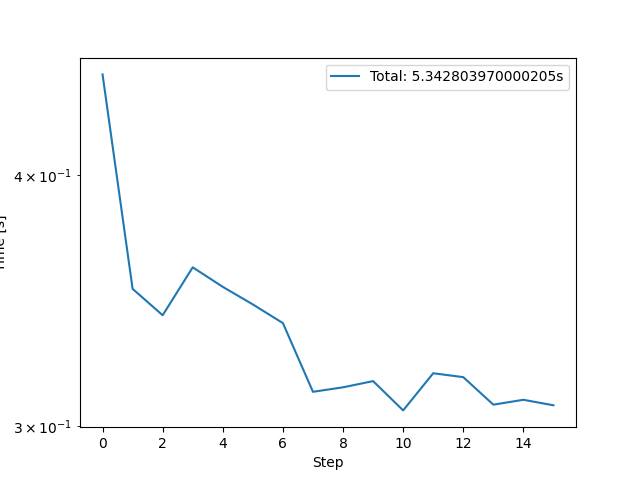 Total: 5.342803970000205s
4 × 10⁻¹
3 × 10⁻¹
0 2 4 6 8 10 12 14
Step
[s]